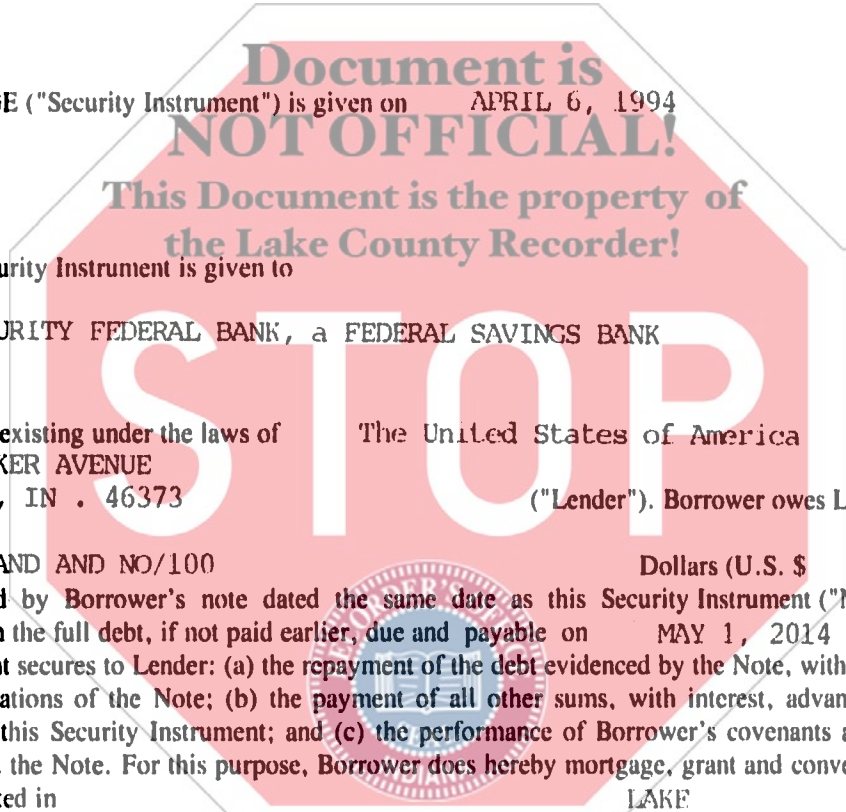 Document is
E ("Security Instrument") is given on APRIL 6, 1994
NOT OFFICIAL!
This Document is the property of
the Lake County Recorder!
urity Instrument is given to
URITY FEDERAL BANK, a FEDERAL SAVINGS BANK
STOP
existing under the laws of The United States of America
KER AVENUE
, IN . 46373 ("Lender"). Borrower owes L
AND AND NO/100 Dollars (U.S. $
d by Borrower's note dated the same date as this Security Instrument ("N
the full debt, if not paid earlier, due and payable on MAY 1, 2014
t secures to Lender: (a) the repayment of the debt evidenced by the Note, with
ations of the Note; (b) the payment of all other sums, with interest, advan
this Security Instrument; and (c) the performance of Borrower's covenants a
the Note. For this purpose, Borrower does hereby mortgage, grant and conve
ted in LAKE